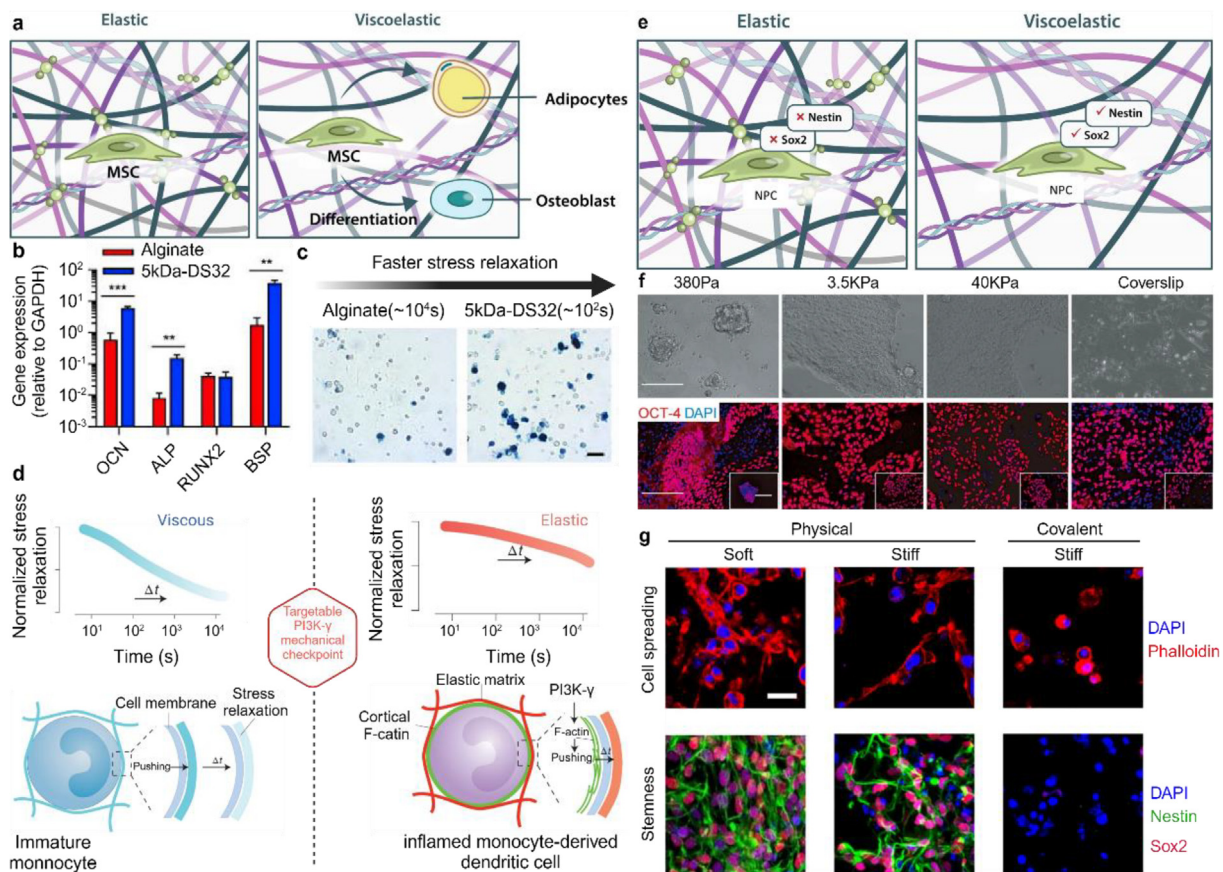 a
Elastic
Viscoelastic
MSC
MSC
Differentiation
Adipocytes
Osteoblast
b
Alginate
5kDa-DS32
Gene expression
(relative to GAPDH)
10²
10¹
10⁰
10⁻¹
10⁻²
10⁻³
***
**
**
OCN
ALP
RUNX2
BSP
c
Faster stress relaxation
Alginate(~10⁴s)
5kDa-DS32(~10²s)
d
Normalized stress
relaxation
Viscous
Δt
10¹ 10² 10³ 10⁴
Time (s)
Targetable
PI3K-γ
mechanical
checkpoint
Normalized stress
relaxation
Elastic
Δt
10¹ 10² 10³ 10⁴
Time (s)
Cell membrane
Stress
relaxation
Pushing
Δt
Immature
monnocyte
Elastic matrix
Cortical
F-catin
PI3K-γ
F-actin
Pushing
Δt
inflamed monocyte-derived
dendritic cell
e
Elastic
Viscoelastic
× Nestin
× Sox2
NPC
✓ Nestin
✓ Sox2
NPC
f
380Pa
3.5KPa
40KPa
Coverslip
OCT-4 DAPI
g
Physical
Covalent
Soft
Stiff
Stiff
Cell spreading
DAPI
Phalloidin
Stemness
DAPI
Nestin
Sox2